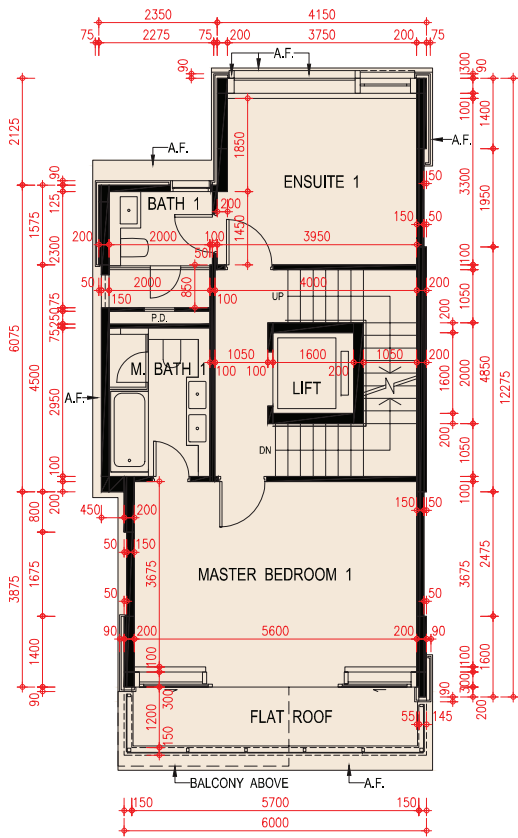 2350 4150
75 2275 75 200 3750 200 75
90 A.F. 300 90
2125 100 1400
A.F. A.F.
1850 3300
90 ENSUITE 1 150 1950
125 BATH 1
1575 200
200 2000 100 1450 3950 150 50
2300 50
50 2000 850 4000 200 100
150 100 1050
75 UP
250 P.D. 200
75
6075 1050 1600 1050 200 2000 4850 12275
4500 100 100 200 1600
M. BATH 1 LIFT
2950
A.F.
200 1050
DN
100 100
200
800 450 200 150 50
50 150
3675 2475
1675 3675
3875 MASTER BEDROOM 1
50
90 200 5600 200 90
1400 1600
100 100
90 300 90 300
1200 FLAT ROOF 200
150 55 145
BALCONY ABOVE A.F.
150 5700 150
6000